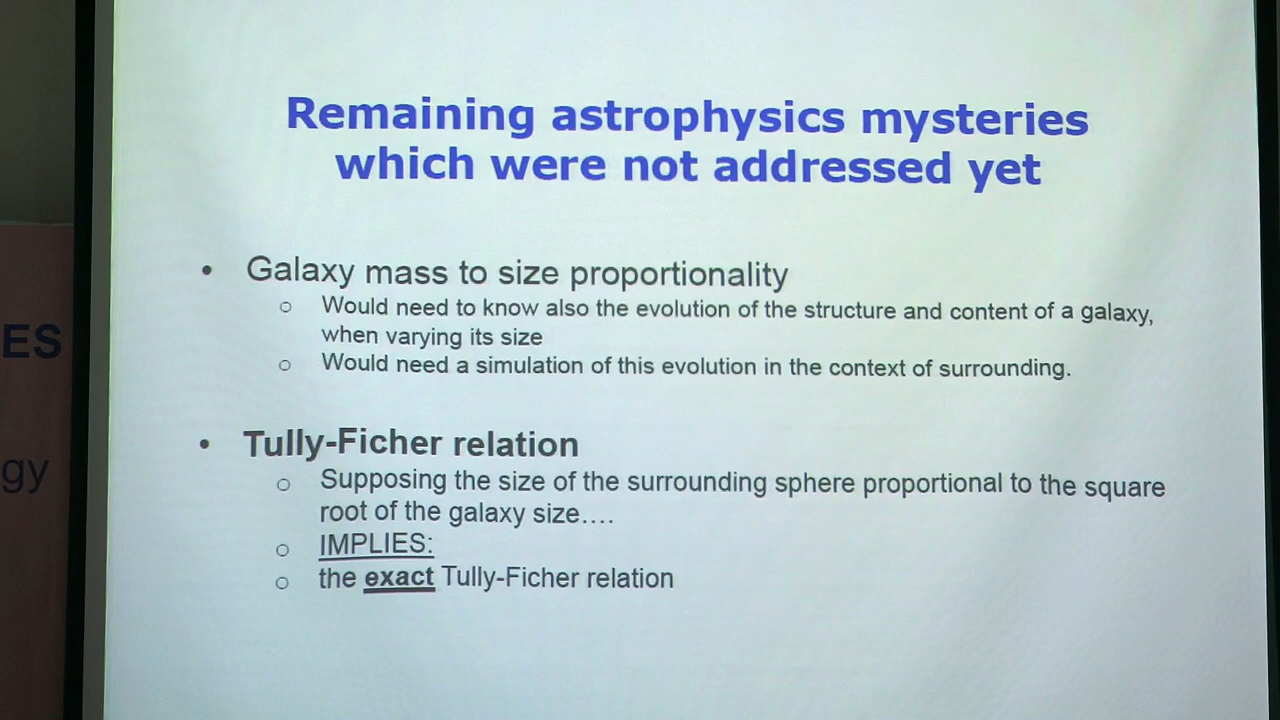 Remaining astrophysics mysteries
which were not addressed yet
• Galaxy mass to size proportionality
o Would need to know also the evolution of the structure and content of a galaxy,
when varying its size
o Would need a simulation of this evolution in the context of surrounding.
• Tully-Ficher relation
o Supposing the size of the surrounding sphere proportional to the square
root of the galaxy size....
o IMPLIES:
o the exact Tully-Ficher relation
ES
gy